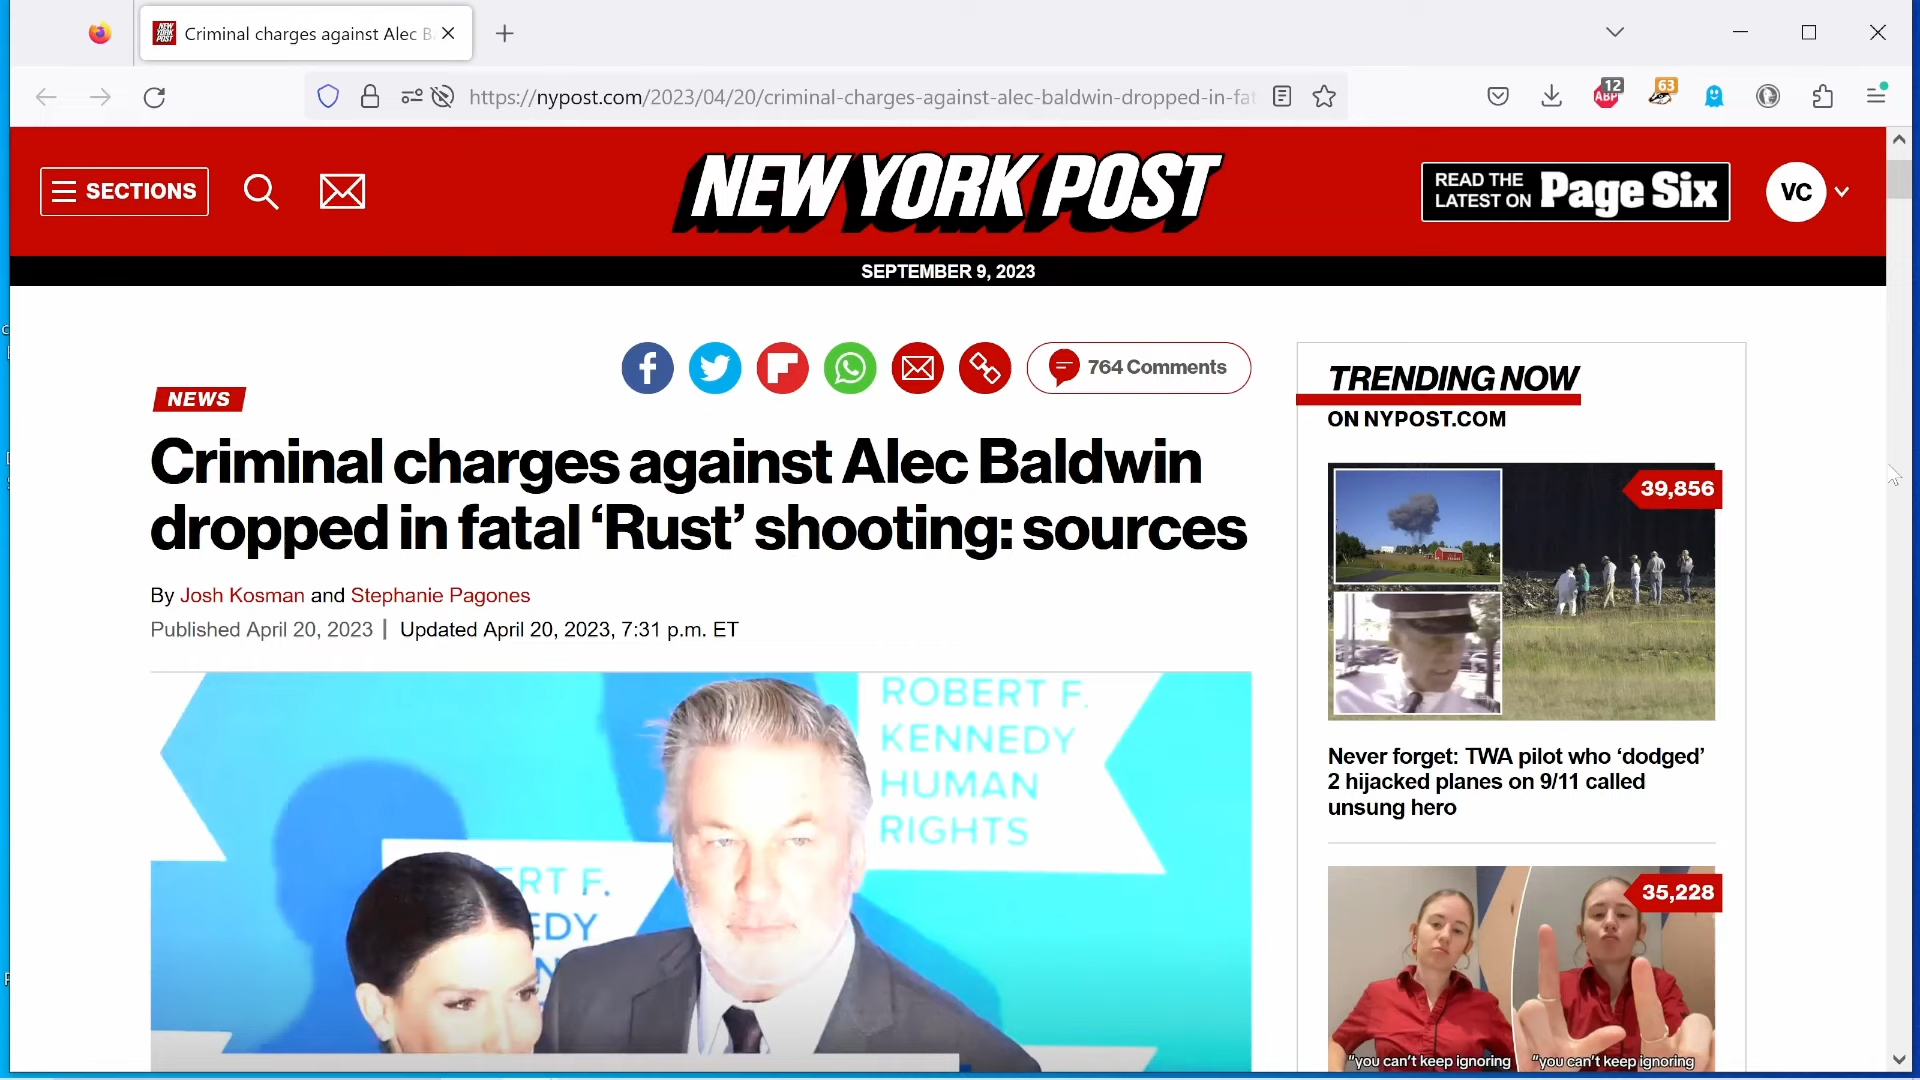 Criminal charges against Alec B
https://nypost.com/2023/04/20/criminal-charges-against-alec-baldwin-dropped-in-fat
12
ABP
63
SECTIONS
NEW YORK POST
READ THE
LATEST ON
Page Six
VC
SEPTEMBER 9, 2023
764 Comments
NEWS
Criminal charges against Alec Baldwin
dropped in fatal ‘Rust’ shooting: sources
By Josh Kosman and Stephanie Pagones
Published April 20, 2023 | Updated April 20, 2023, 7:31 p.m. ET
ROBERT F.
KENNEDY
HUMAN
RIGHTS
ERT F.
EDY
TRENDING NOW
ON NYPOST.COM
39,856
Never forget: TWA pilot who ‘dodged’
2 hijacked planes on 9/11 called
unsung hero
35,228
“you can’t keep ignoring
“you can’t keep ignoring